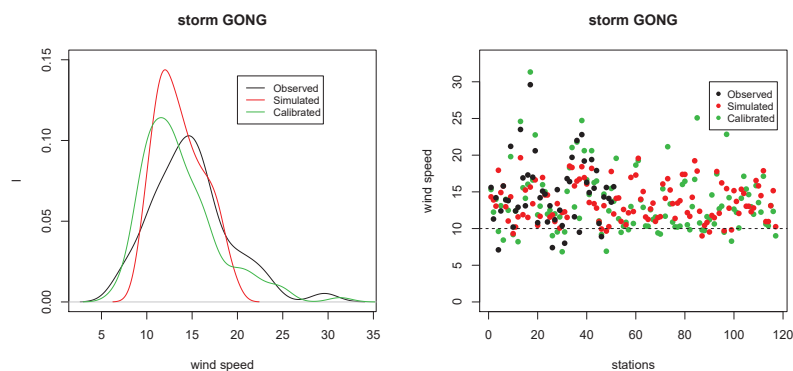 storm GONG
0.15
0.10
0.05
0.00
l
Observed
Simulated
Calibrated
5
10
15
20
25
30
35
wind speed
storm GONG
30
25
20
15
10
5
0
wind speed
Observed
Simulated
Calibrated
0
20
40
60
80
100
120
stations